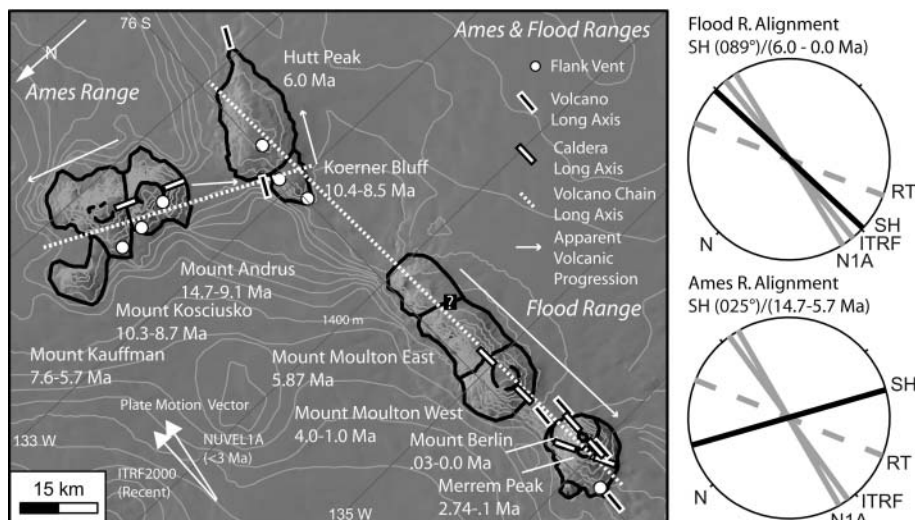 76 S
N
Ames Range
Hutt Peak
6.0 Ma
Ames & Flood Ranges
Flank Vent
Volcano
Long Axis
Caldera
Long Axis
Volcano Chain
Long Axis
Apparent
Volcanic
Progression
Koerner Bluff
10.4-8.5 Ma
Mount Andrus
14.7-9.1 Ma
Mount Kosciusko
10.3-8.7 Ma
Mount Kauffman
7.6-5.7 Ma
1400 m
?
Flood Range
Mount Moulton East
5.87 Ma
Mount Moulton West
4.0-1.0 Ma
Mount Berlin
.03-0.0 Ma
Merrem Peak
2.74-.1 Ma
Plate Motion Vector
NUVEL1A
(<3 Ma)
ITRF2000
(Recent)
133 W
135 W
15 km
Flood R. Alignment
SH (089°)/(6.0 - 0.0 Ma)
RT
SH
ITRF
N1A
N
Ames R. Alignment
SH (025°)/(14.7-5.7 Ma)
SH
RT
ITRF
N1A
N